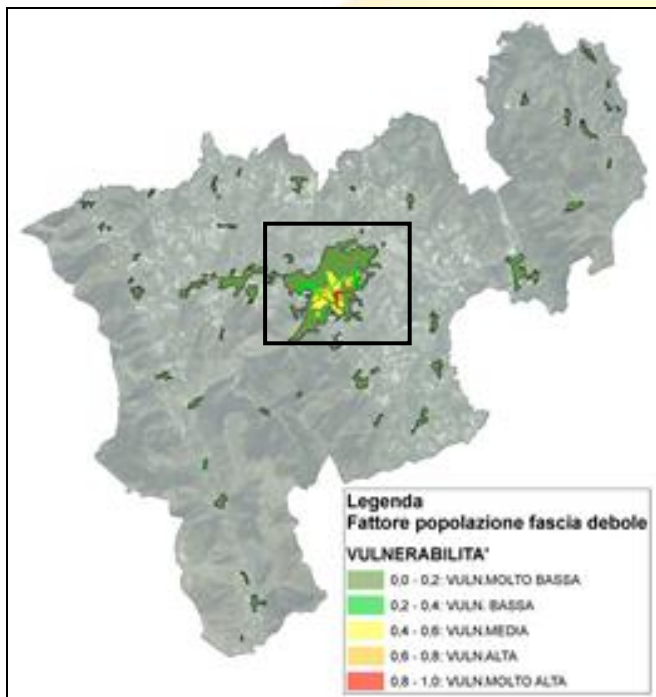 Legenda
Fattore popolazione fascia debole
VULNERABILITA'
0,0 - 0,2: VULN.MOLTO BASSA
0,2 - 0,4: VULN. BASSA
0,4 - 0,6: VULN.MEDIA
0,6 - 0,8: VULN.ALTA
0,8 - 1,0: VULN.MOLTO ALTA